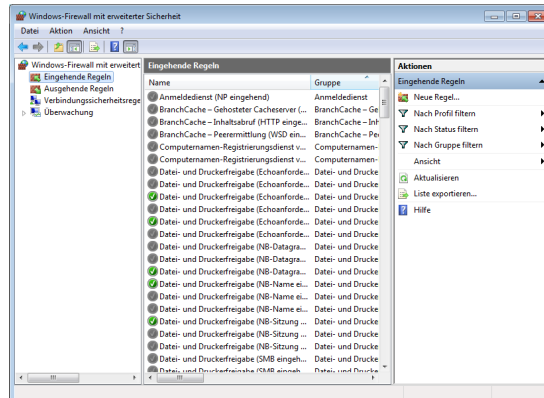 Windows-Firewall mit erweiterter Sicherheit
Datei Aktion Ansicht ?
Windows-Firewall mit erweitert
Eingehende Regeln
Ausgehende Regeln
Verbindungssicherheitsrege
Überwachung
Eingehende Regeln
Name Gruppe
Anmeldedienst (NP eingehend) Anmeldedienst
BranchCache – Gehosteter Cacheserver (... BranchCache – Ge
BranchCache – Inhaltsabruf (HTTP einge... BranchCache – Inh
BranchCache – Peerermittlung (WSD ein... BranchCache – Pe
Computernamen-Registrierungsdienst v... Computernamen-
Computernamen-Registrierungsdienst v... Computernamen-
Datei- und Druckerfreigabe (Echoanforde... Datei- und Drucke
Datei- und Druckerfreigabe (Echoanforde... Datei- und Drucke
Datei- und Druckerfreigabe (Echoanforde... Datei- und Drucke
Datei- und Druckerfreigabe (Echoanforde... Datei- und Drucke
Datei- und Druckerfreigabe (Echoanforde... Datei- und Drucke
Datei- und Druckerfreigabe (Echoanforde... Datei- und Drucke
Datei- und Druckerfreigabe (NB-Datagra... Datei- und Drucke
Datei- und Druckerfreigabe (NB-Datagra... Datei- und Drucke
Datei- und Druckerfreigabe (NB-Datagra... Datei- und Drucke
Datei- und Druckerfreigabe (NB-Name ei... Datei- und Drucke
Datei- und Druckerfreigabe (NB-Name ei... Datei- und Drucke
Datei- und Druckerfreigabe (NB-Name ei... Datei- und Drucke
Datei- und Druckerfreigabe (NB-Sitzung ... Datei- und Drucke
Datei- und Druckerfreigabe (NB-Sitzung ... Datei- und Drucke
Datei- und Druckerfreigabe (NB-Sitzung ... Datei- und Drucke
Datei- und Druckerfreigabe (SMB eingeh... Datei- und Drucke
Datei- und Druckerfreigabe (SMB eingeh... Datei- und Drucke
Aktionen
Eingehende Regeln
Neue Regel...
Nach Profil filtern
Nach Status filtern
Nach Gruppe filtern
Ansicht
Aktualisieren
Liste exportieren...
Hilfe